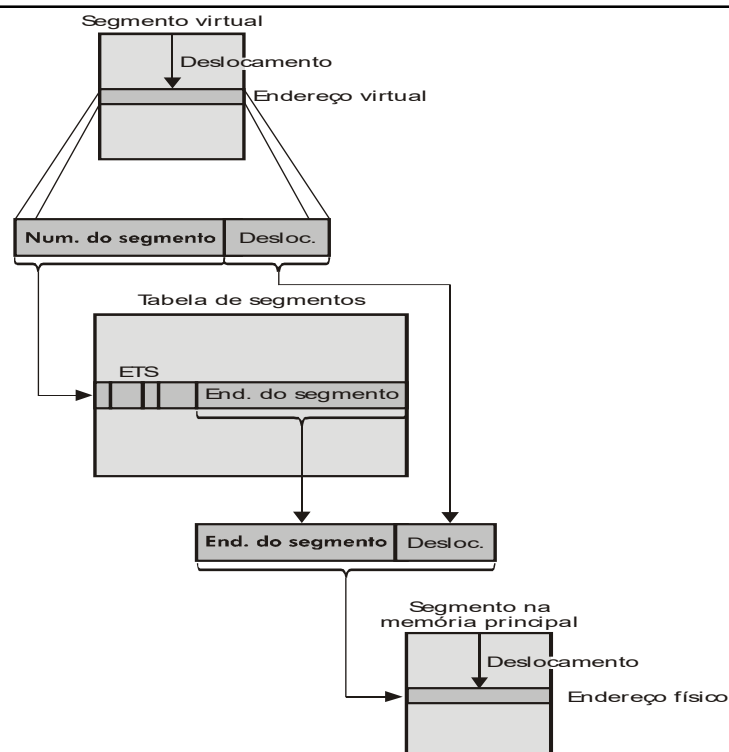 Segmento virtual
Deslocamento
Endereço virtual
Num. do segmento
Desloc.
Tabela de segmentos
ETS
End. do segmento
End. do segmento
Desloc.
Segmento na
memória principal
Deslocamento
Endereço físico